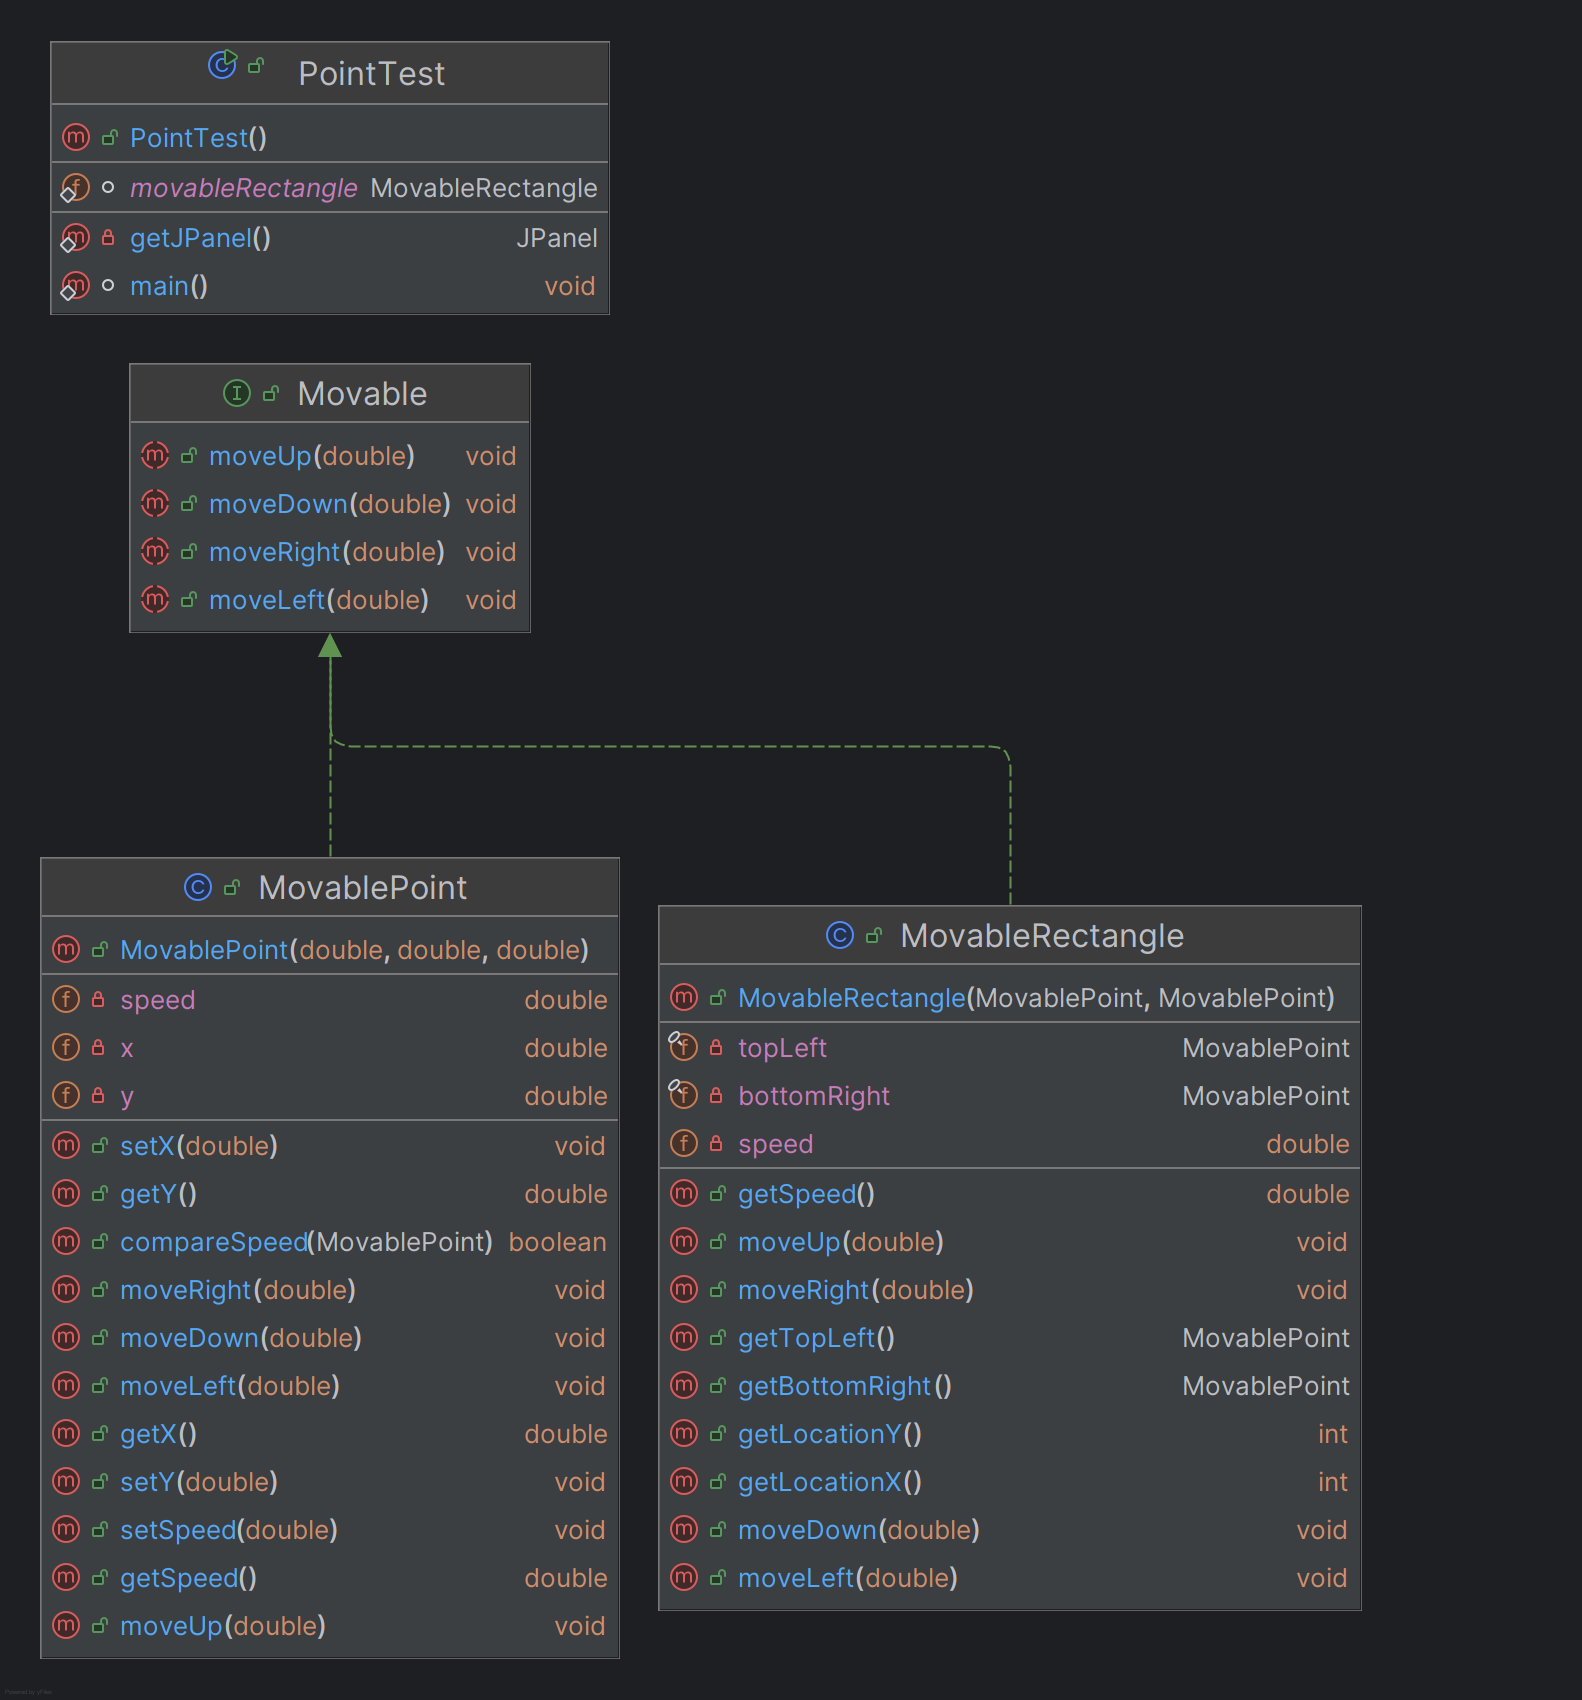 PointTest
PointTest()
movableRectangle MovableRectangle
getJPanel() JPanel
main() void
Movable
moveUp(double) void
moveDown(double) void
moveRight(double) void
moveLeft(double) void
MovablePoint
MovablePoint(double, double, double)
speed double
x double
y double
setX(double) void
getY() double
compareSpeed(MovablePoint) boolean
moveRight(double) void
moveDown(double) void
moveLeft(double) void
getX() double
setY(double) void
setSpeed(double) void
getSpeed() double
moveUp(double) void
MovableRectangle
MovableRectangle(MovablePoint, MovablePoint)
topLeft MovablePoint
bottomRight MovablePoint
speed double
getSpeed() double
moveUp(double) void
moveRight(double) void
getTopLeft() MovablePoint
getBottomRight() MovablePoint
getLocationY() int
getLocationX() int
moveDown(double) void
moveLeft(double) void
Powered by yFiles